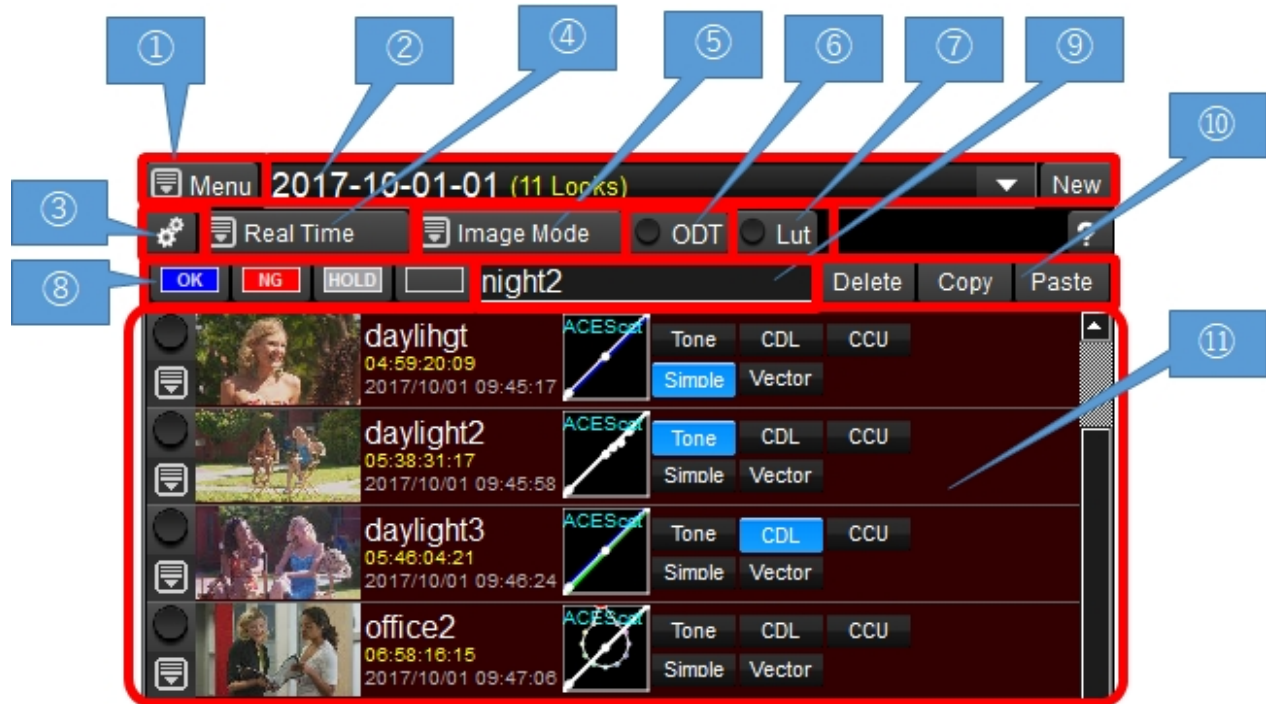 ① ② ④ ⑤ ⑥ ⑦ ⑨
⑩
Menu 2017-10-01-01 (11 Looks) New
③
Real Time Image Mode ODT Lut ?
⑧
OK NG HOLD night2 Delete Copy Paste
daylihgt ACEScct Tone CDL CCU
04:59:20:09
2017/10/01 09:45:17 Simple Vector
⑪
daylight2 ACEScct Tone CDL CCU
05:38:31:17
2017/10/01 09:45:58 Simple Vector
daylight3 ACEScct Tone CDL CCU
05:46:04:21
2017/10/01 09:46:24 Simple Vector
office2 ACEScct Tone CDL CCU
06:58:16:15
2017/10/01 09:47:06 Simple Vector